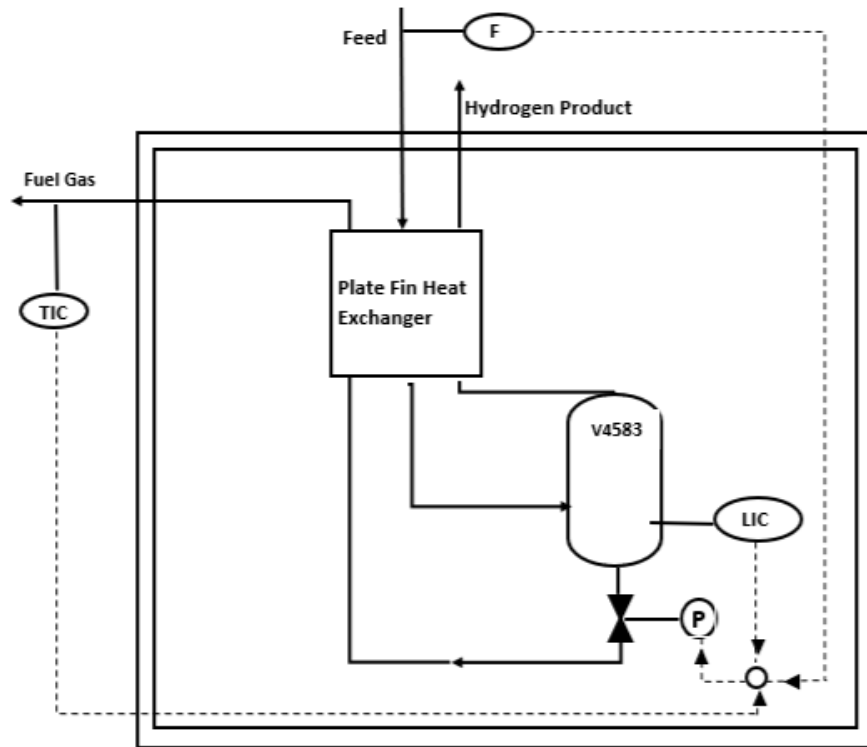 Feed
F
Hydrogen Product
Fuel Gas
Plate Fin Heat
Exchanger
TIC
V4583
LIC
P